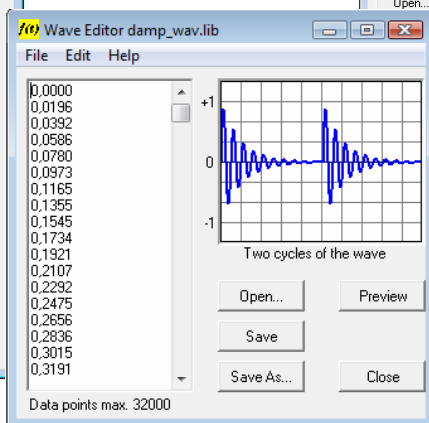 Open...
f(t) Wave Editor damp_wav.lib
File Edit Help
0,0000
0,0196
0,0392
0,0586
0,0780
0,0973
0,1165
0,1355
0,1545
0,1734
0,1921
0,2107
0,2292
0,2475
0,2656
0,2836
0,3015
0,3191
+1
0
-1
Two cycles of the wave
Open... Preview
Save
Save As... Close
Data points max. 32000